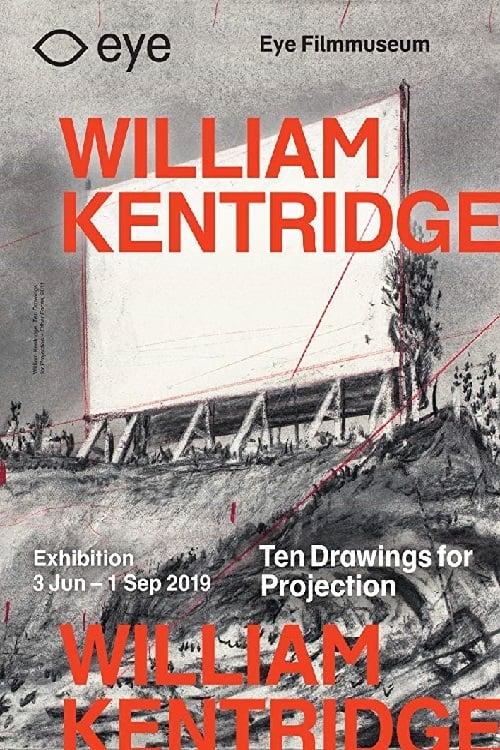 eye
Eye Filmmuseum
WILLIAM
KENTRIDGE
Exhibition
3 Jun – 1 Sep 2019
Ten Drawings for
Projection
WILLIAM
KENTRIDGE